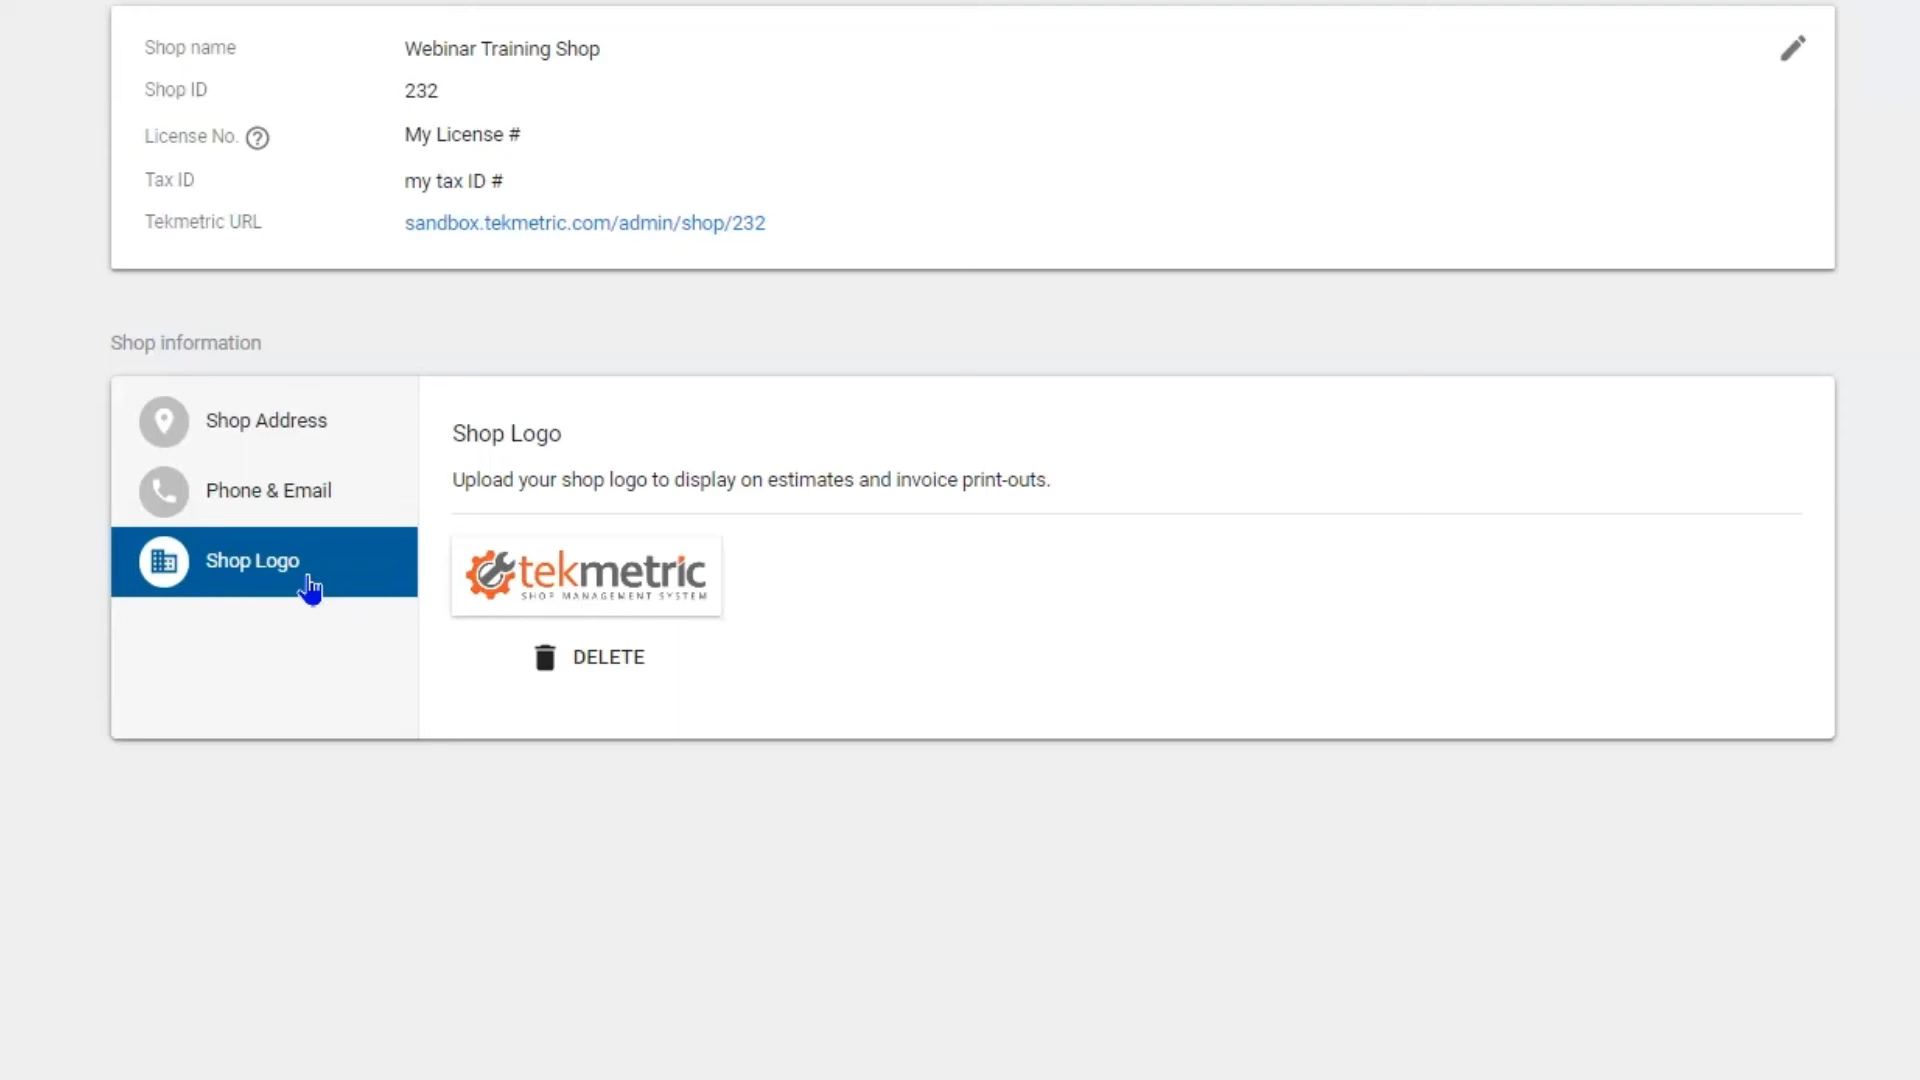 Shop name Webinar Training Shop
Shop ID 232
License No. My License #
Tax ID my tax ID #
Tekmetric URL sandbox.tekmetric.com/admin/shop/232
Shop information
Shop Address
Phone & Email
Shop Logo
Shop Logo
Upload your shop logo to display on estimates and invoice print-outs.
tekmetric
SHOP MANAGEMENT SYSTEM
DELETE